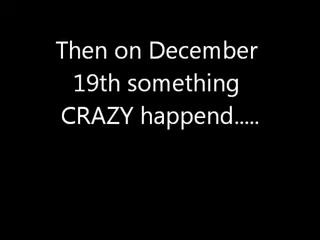 Then on December
19th something
CRAZY happend.....